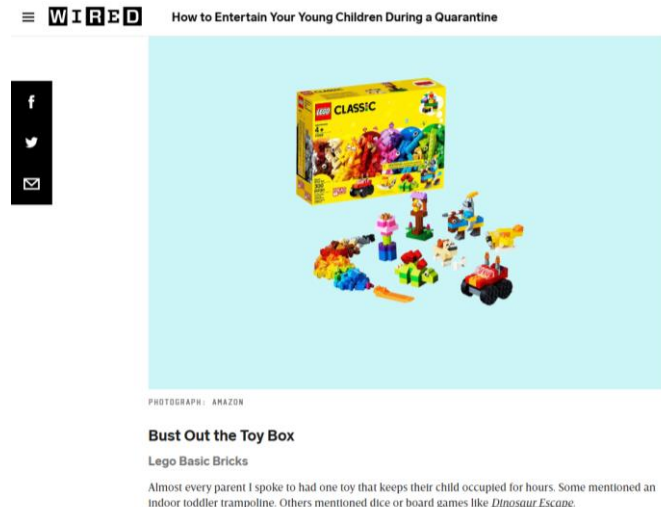 WIRED How to Entertain Your Young Children During a Quarantine
LEGO CLASSIC
4+
PHOTOGRAPH: AMAZON
Bust Out the Toy Box
Lego Basic Bricks
Almost every parent I spoke to had one toy that keeps their child occupied for hours. Some mentioned an
indoor toddler trampoline. Others mentioned dice or board games like Dinosaur Escape.